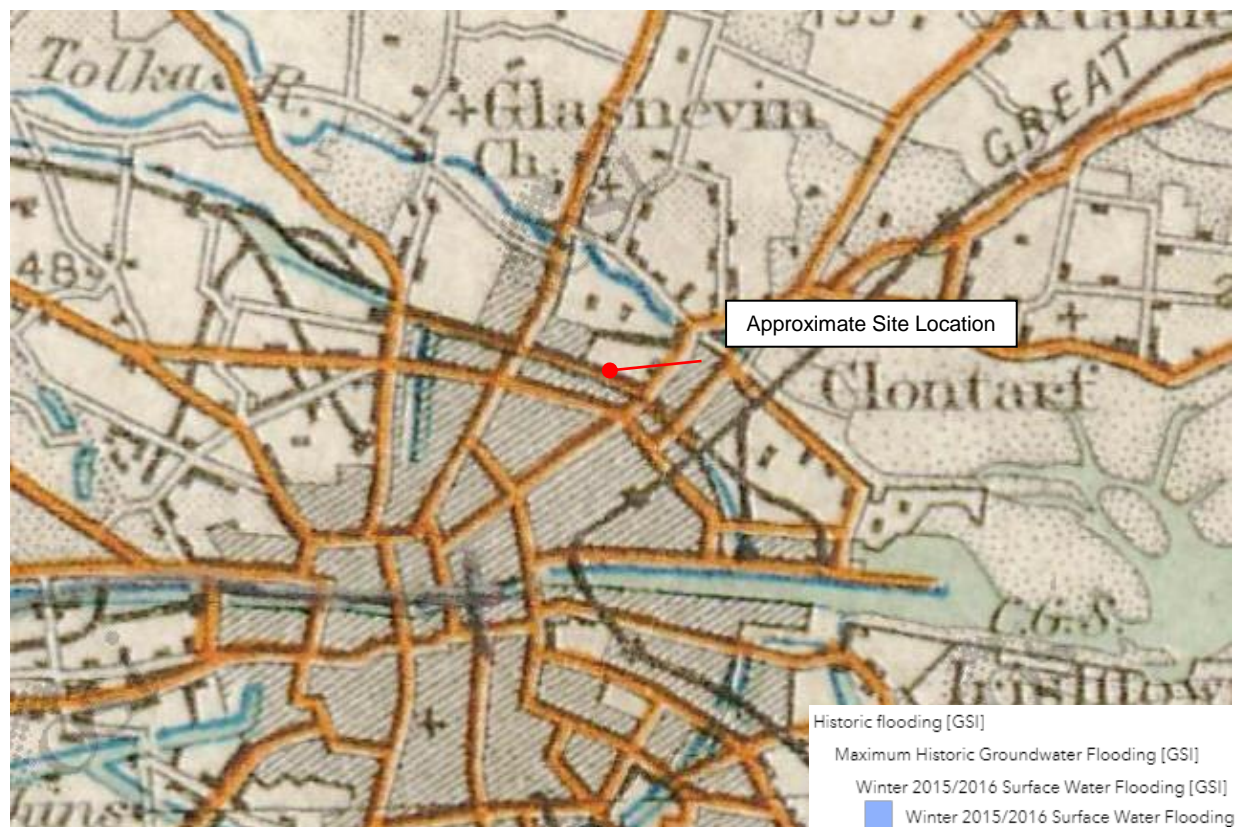 Tolka R.
+Glasnevin
Ch.
GREAT
48
Approximate Site Location
Clontarf
C.G.S.
Historic flooding [GSI]
Maximum Historic Groundwater Flooding [GSI]
Winter 2015/2016 Surface Water Flooding [GSI]
Winter 2015/2016 Surface Water Flooding